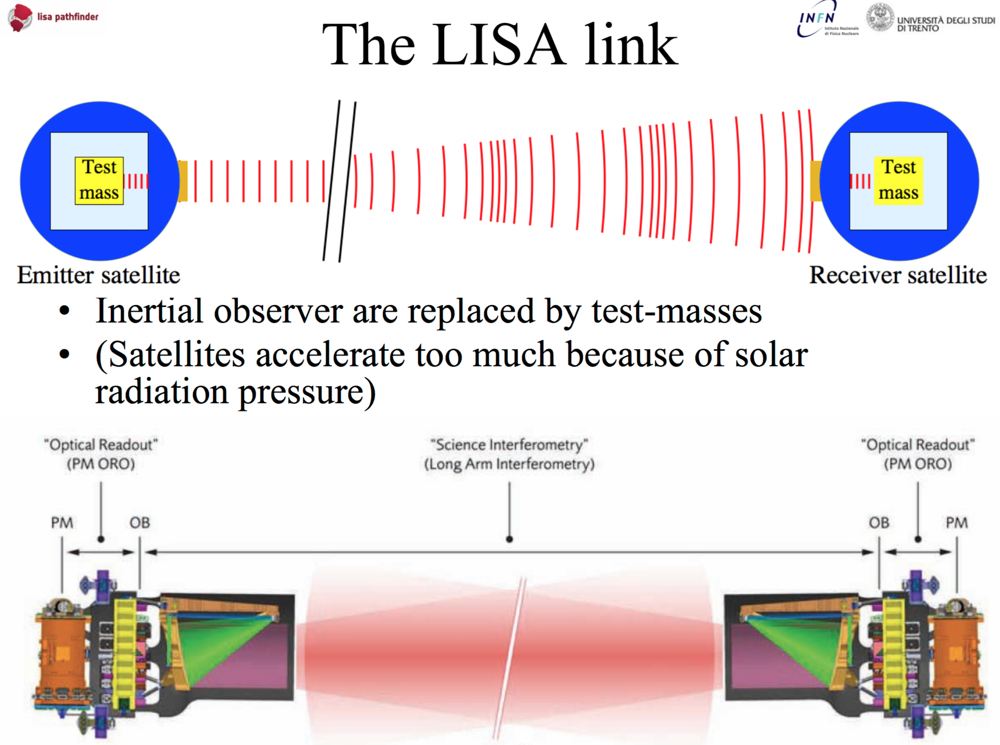 lisa pathfinder
INFN
Istituto Nazionale
di Fisica Nucleare
UNIVERSITÀ DEGLI STUDI
DI TRENTO
The LISA link
Test
mass
Test
mass
Emitter satellite
Receiver satellite
• Inertial observer are replaced by test-masses
• (Satellites accelerate too much because of solar
radiation pressure)
"Optical Readout"
(PM ORO)
"Science Interferometry"
(Long Arm Interferometry)
"Optical Readout"
(PM ORO)
PM
OB
OB
PM